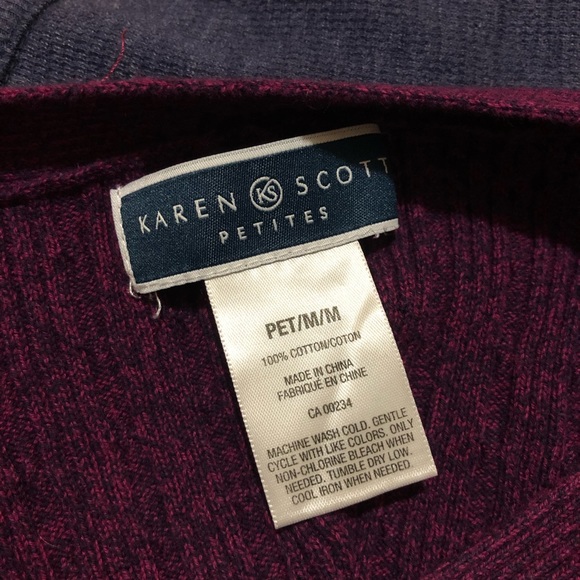 KAREN KS SCOTT
PETITES
PET/M/M
100% COTTON/COTON
MADE IN CHINA
FABRIQUÉ EN CHINE
CA 00234
MACHINE WASH COLD. GENTLE
CYCLE WITH LIKE COLORS. ONLY
NON-CHLORINE BLEACH WHEN
NEEDED. TUMBLE DRY LOW.
COOL IRON WHEN NEEDED.